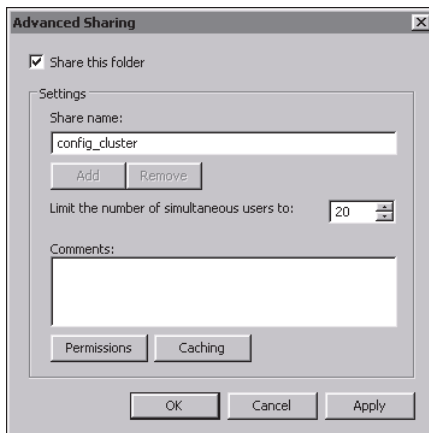 Advanced Sharing
Share this folder
Settings
Share name:
config_cluster
Add Remove
Limit the number of simultaneous users to: 20
Comments:
Permissions Caching
OK Cancel Apply